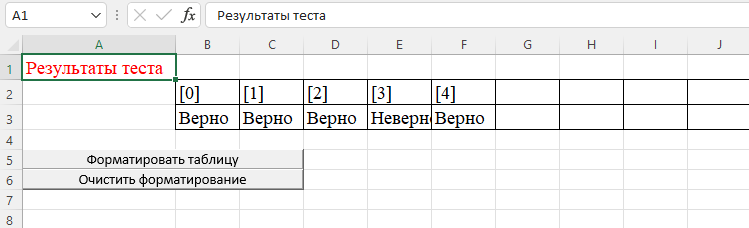 A1 fx Результаты теста
A B C D E F G H I J
1 Результаты теста
2 [0] [1] [2] [3] [4]
3 Верно Верно Верно Неверн Верно
4
5 Форматировать таблицу
6 Очистить форматирование
7
8